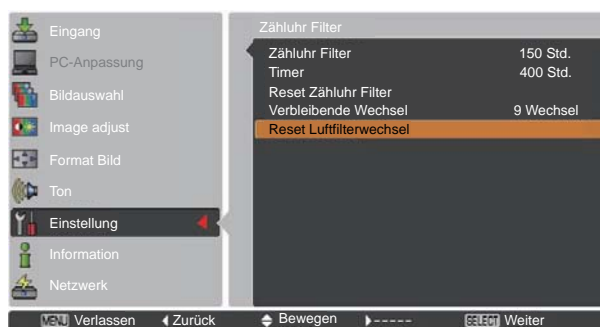 Eingang
PC-Anpassung
Bildauswahl
Image adjust
Format Bild
Ton
Einstellung
Information
Netzwerk
Zähluhr Filter
Zähluhr Filter 150 Std.
Timer 400 Std.
Reset Zähluhr Filter
Verbleibende Wechsel 9 Wechsel
Reset Luftfilterwechsel
MENU Verlassen Zurück Bewegen ----- SELECT Weiter